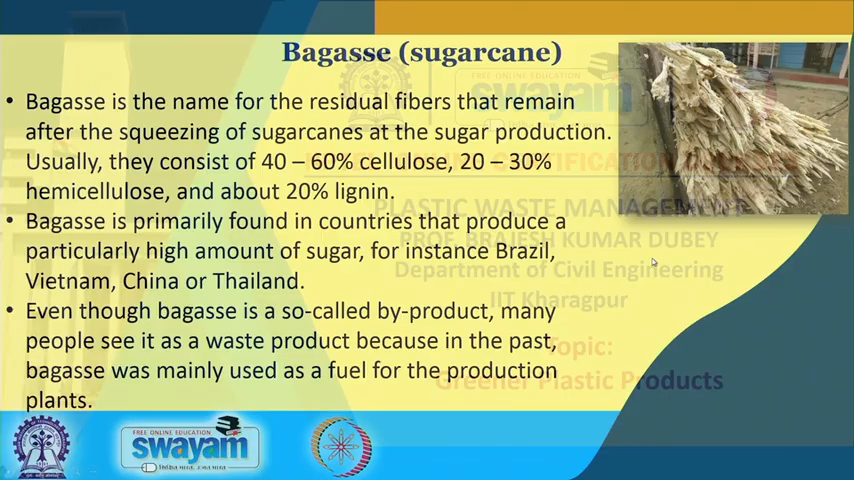 Bagasse (sugarcane)
• Bagasse is the name for the residual fibers that remain
after the squeezing of sugarcanes at the sugar production.
Usually, they consist of 40 – 60% cellulose, 20 – 30%
hemicellulose, and about 20% lignin.
• Bagasse is primarily found in countries that produce a
particularly high amount of sugar, for instance Brazil,
Vietnam, China or Thailand.
• Even though bagasse is a so-called by-product, many
people see it as a waste product because in the past,
bagasse was mainly used as a fuel for the production
plants.
FREE ONLINE EDUCATION
swayam
CERTIFICATION
PLASTIC WASTE MANAGEMENT
PROF. BRAJESH KUMAR DUBEY
Department of Civil Engineering
IIT Kharagpur
Topic:
Greener Plastic Products
FREE ONLINE EDUCATION
swayam